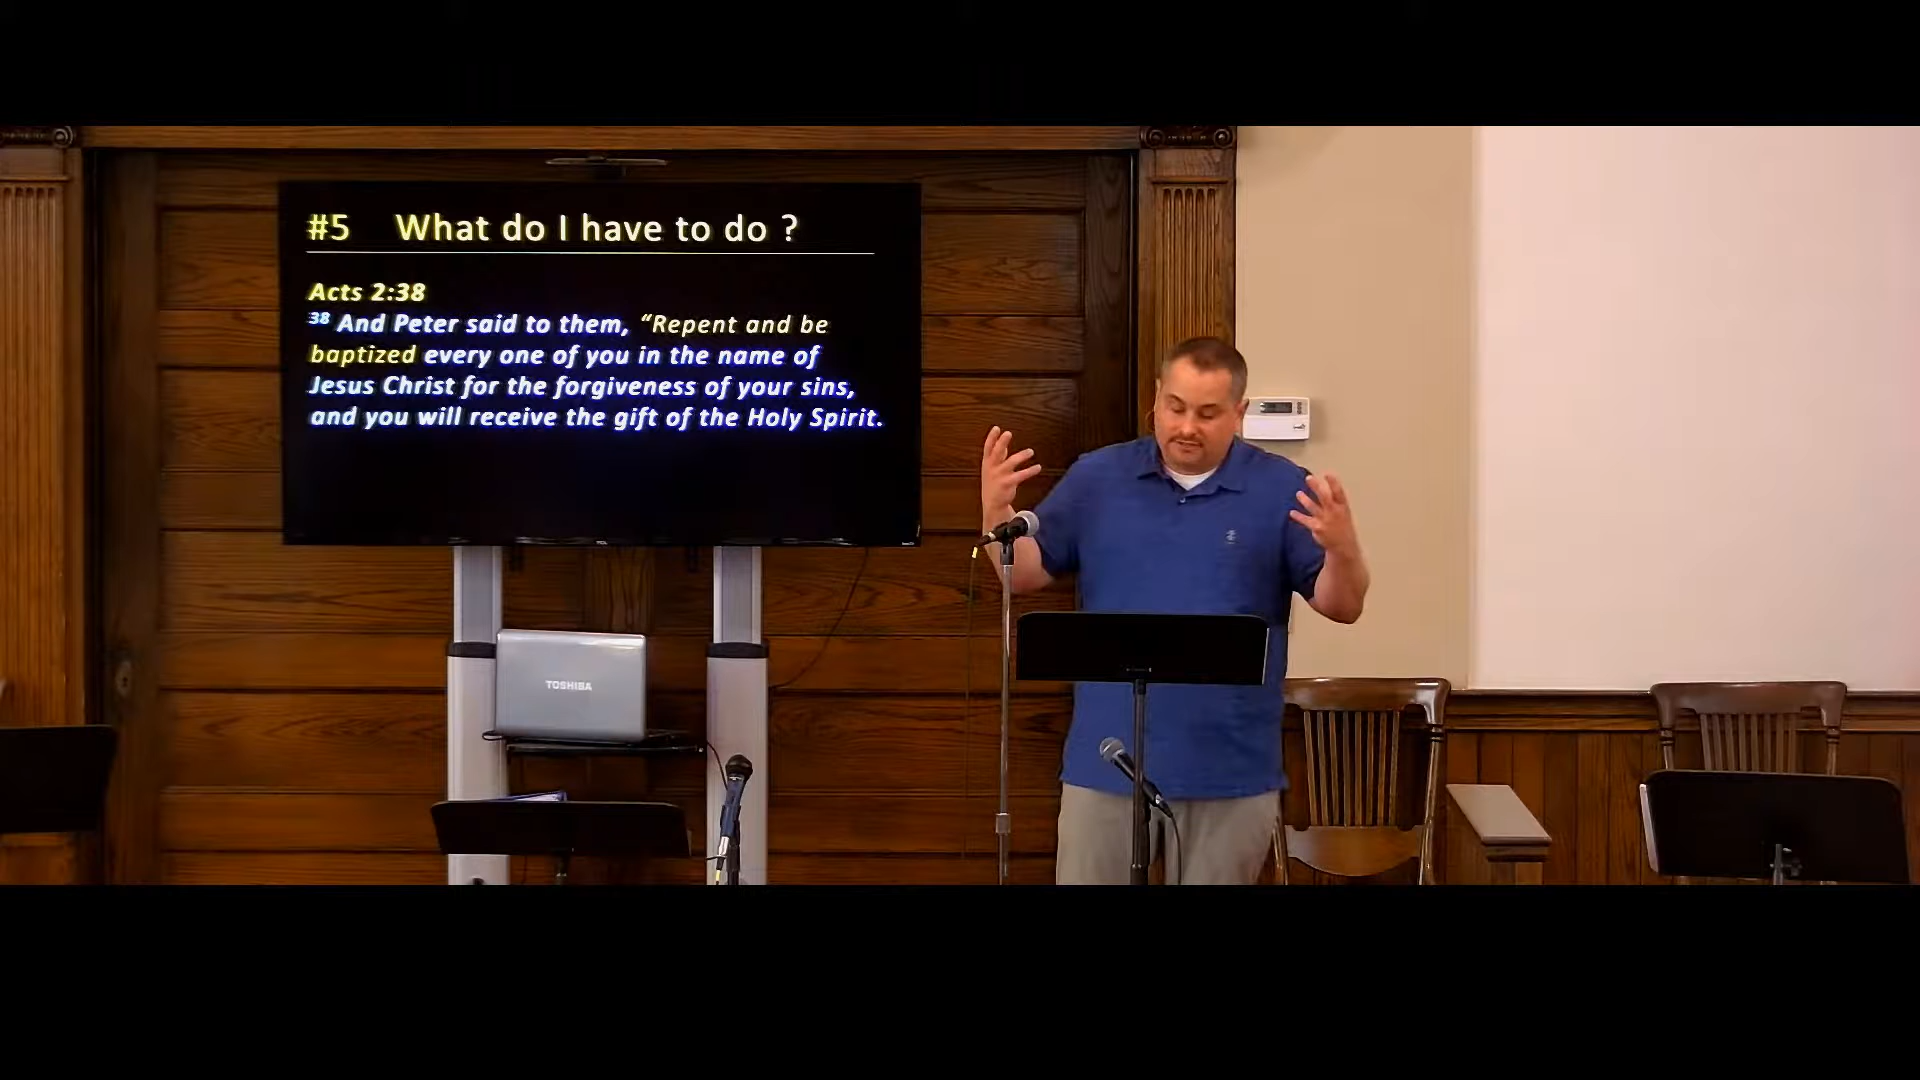 #5 What do I have to do ?
Acts 2:38
38 And Peter said to them, “Repent and be
baptized every one of you in the name of
Jesus Christ for the forgiveness of your sins,
and you will receive the gift of the Holy Spirit.
TOSHIBA